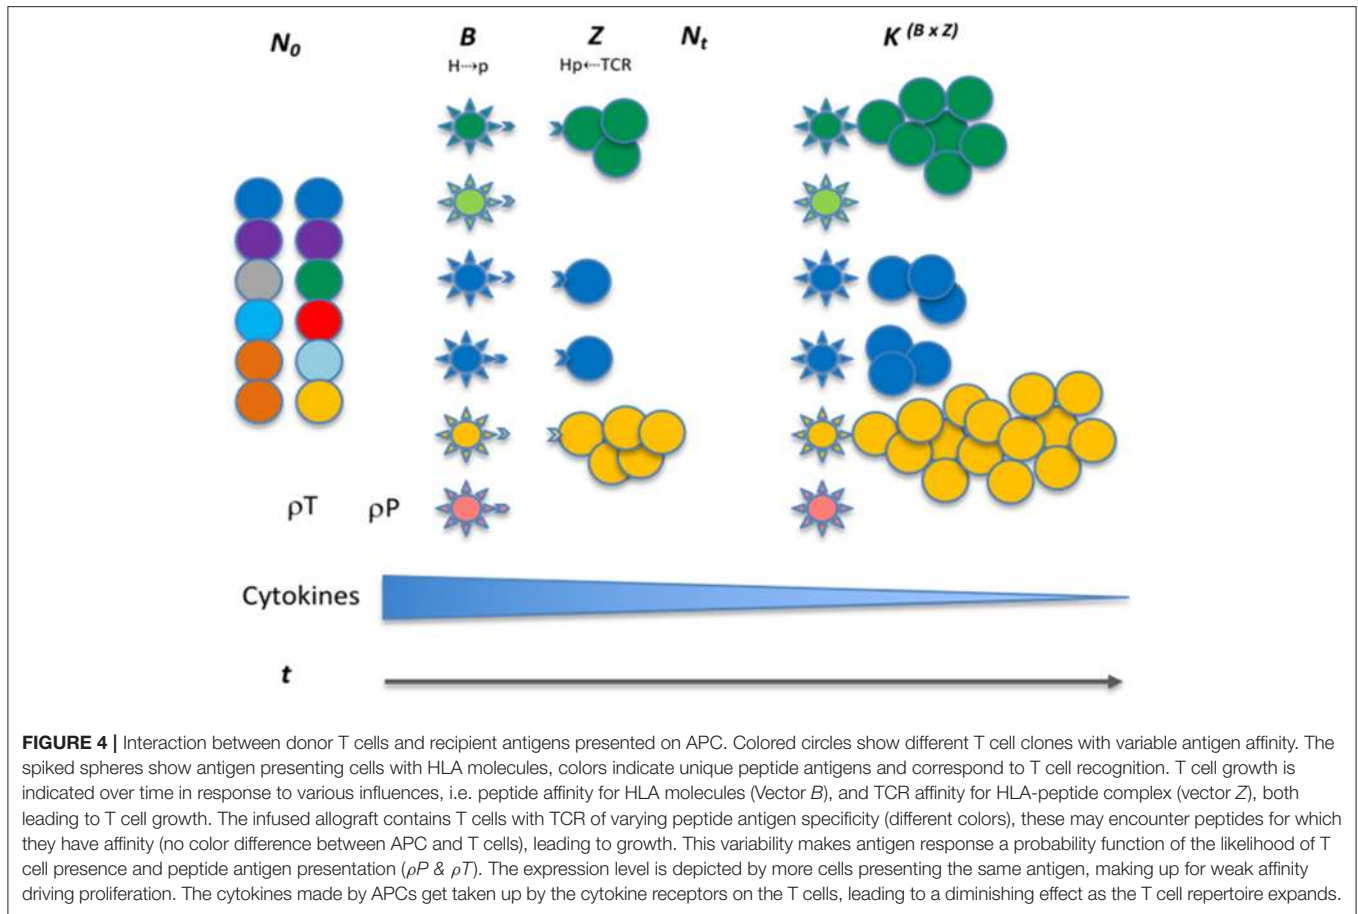 N₀ B Z Nₜ K ⁽ᴮ ˣ ᶻ⁾
H⤏p Hp⤎TCR
ρT ρP
Cytokines
t
FIGURE 4 | Interaction between donor T cells and recipient antigens presented on APC. Colored circles show different T cell clones with variable antigen affinity. The
spiked spheres show antigen presenting cells with HLA molecules, colors indicate unique peptide antigens and correspond to T cell recognition. T cell growth is
indicated over time in response to various influences, i.e. peptide affinity for HLA molecules (Vector B), and TCR affinity for HLA-peptide complex (vector Z), both
leading to T cell growth. The infused allograft contains T cells with TCR of varying peptide antigen specificity (different colors), these may encounter peptides for which
they have affinity (no color difference between APC and T cells), leading to growth. This variability makes antigen response a probability function of the likelihood of T
cell presence and peptide antigen presentation (ρP & ρT). The expression level is depicted by more cells presenting the same antigen, making up for weak affinity
driving proliferation. The cytokines made by APCs get taken up by the cytokine receptors on the T cells, leading to a diminishing effect as the T cell repertoire expands.